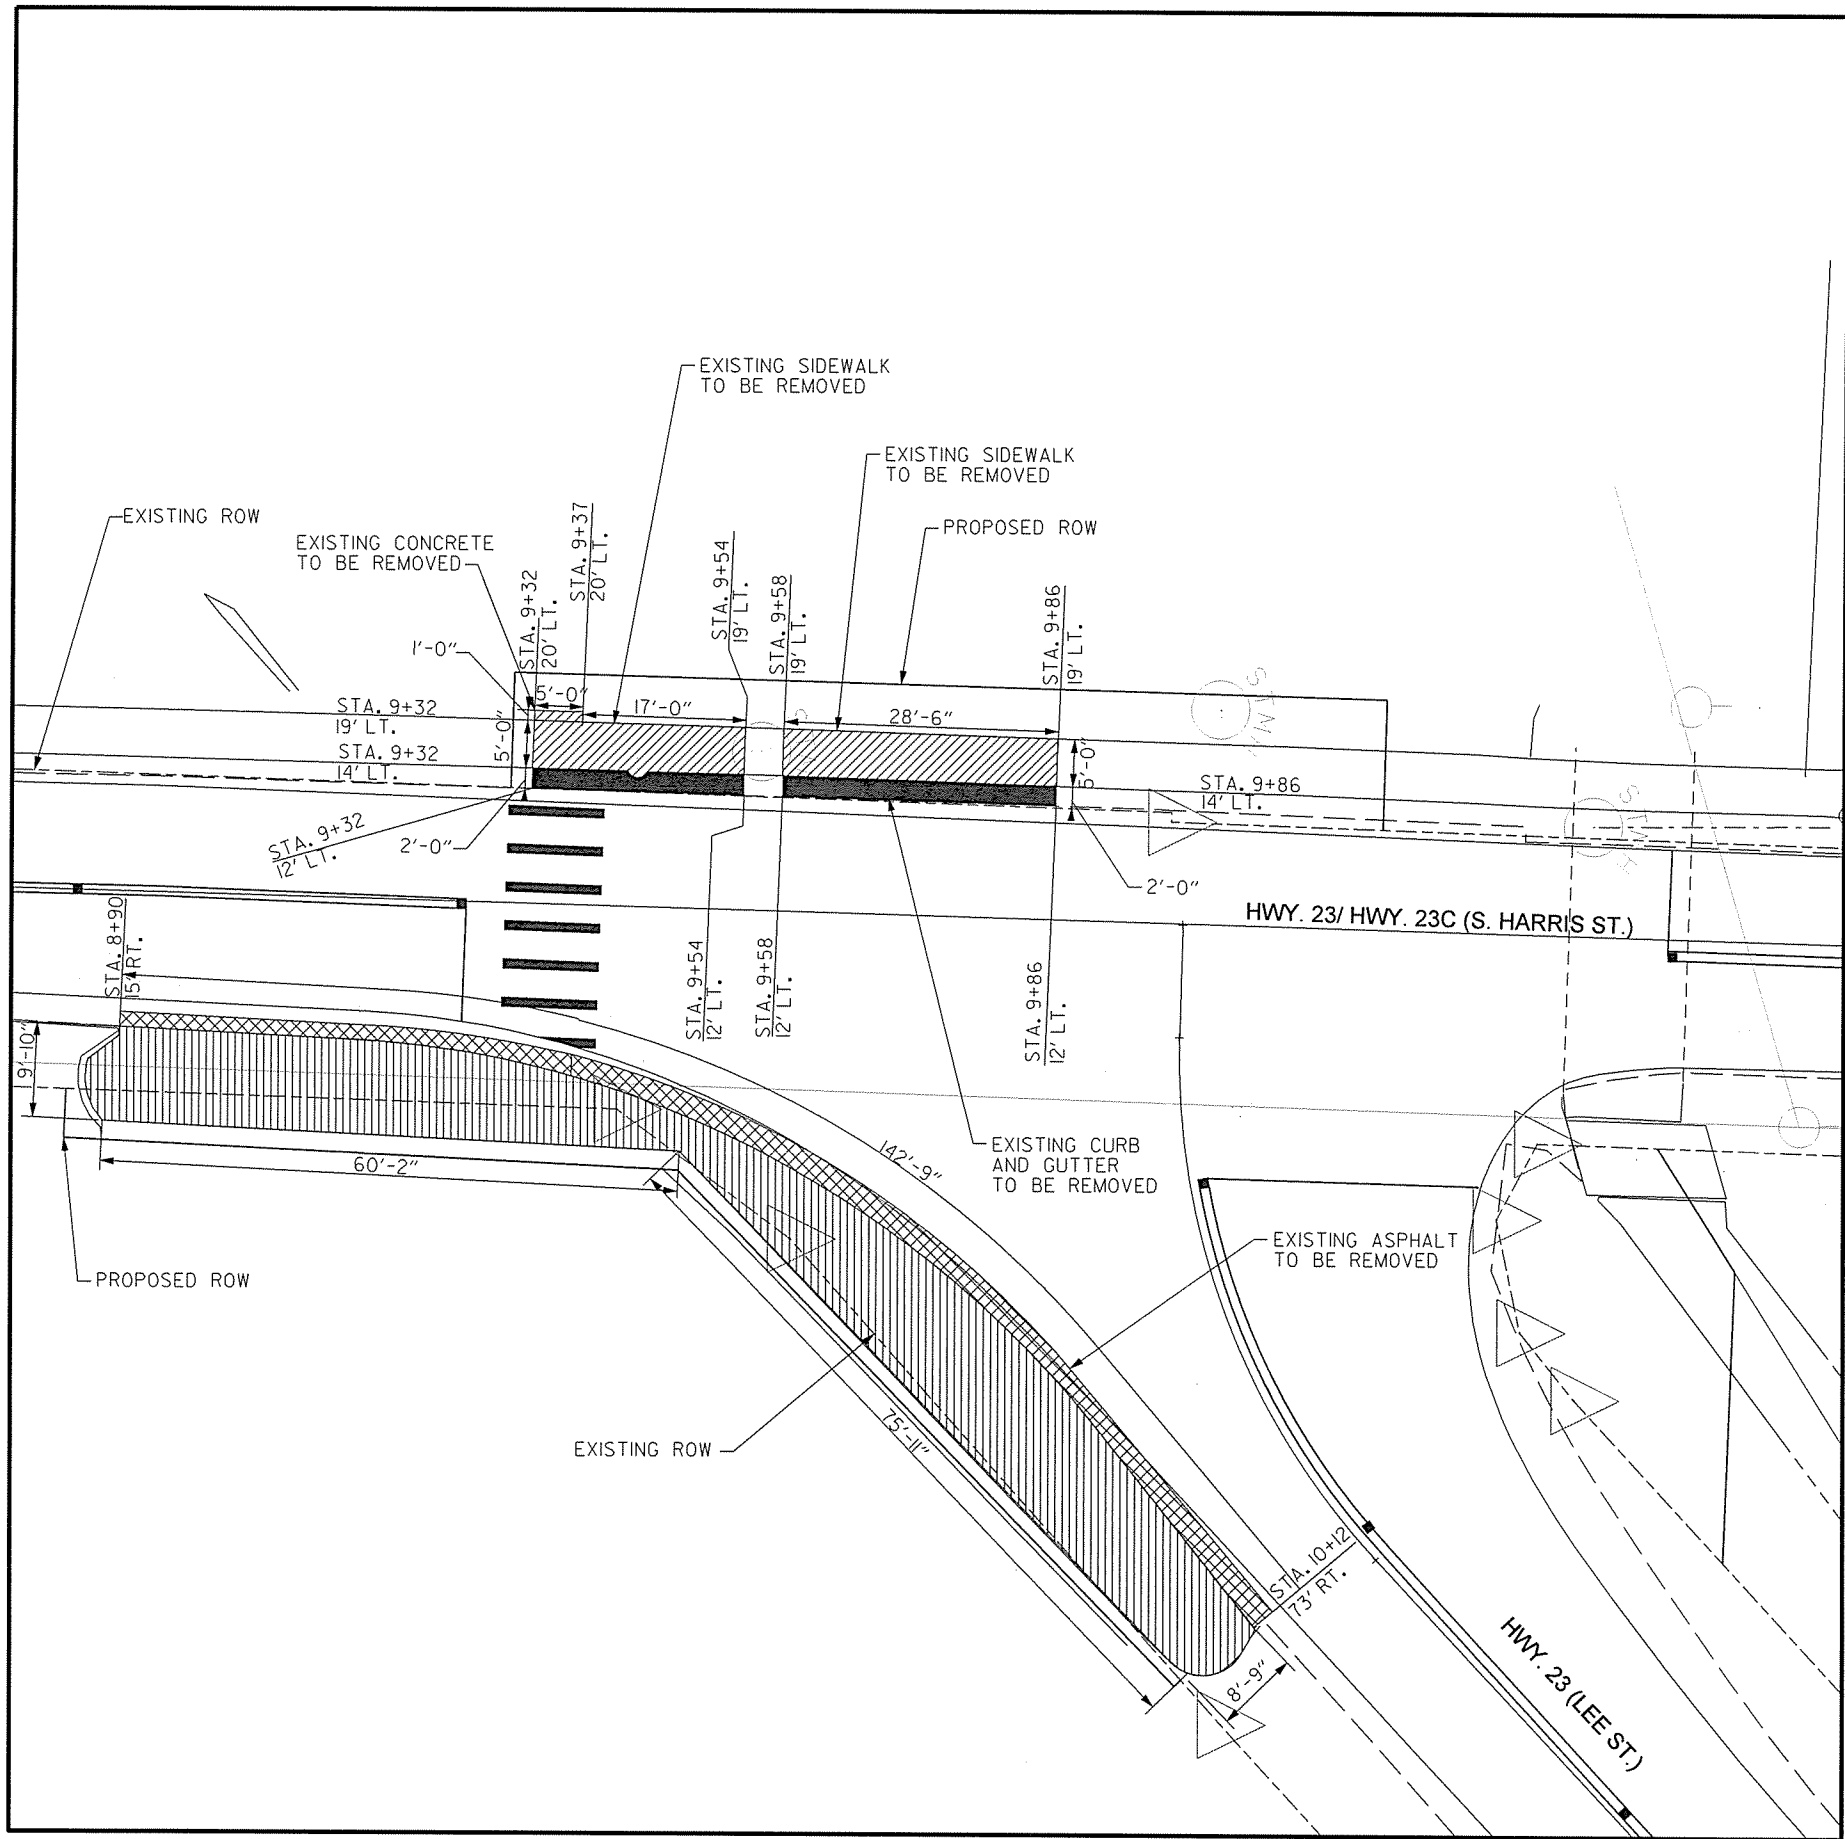 EXISTING SIDEWALK
TO BE REMOVED
EXISTING SIDEWALK
TO BE REMOVED
EXISTING ROW
EXISTING CONCRETE
TO BE REMOVED
PROPOSED ROW
STA. 9+32
20' LT.
STA. 9+37
20' LT.
STA. 9+54
19' LT.
STA. 9+58
19' LT.
STA. 9+86
19' LT.
1'-0"
5'-0"
17'-0"
28'-6"
STA. 9+32
19' LT.
5'-0"
STA. 9+32
14' LT.
5'-0"
STA. 9+86
14' LT.
STA. 9+32
12' LT.
2'-0"
2'-0"
HWY. 23/ HWY. 23C (S. HARRIS ST.)
STA. 8+90
15' RT.
STA. 9+54
12' LT.
STA. 9+58
12' LT.
STA. 9+86
12' LT.
9'-10"
60'-2"
142'-9"
EXISTING CURB
AND GUTTER
TO BE REMOVED
PROPOSED ROW
EXISTING ASPHALT
TO BE REMOVED
EXISTING ROW
75'-11"
STA. 10+12
73' RT.
8'-9"
HWY. 23 (LEE ST.)